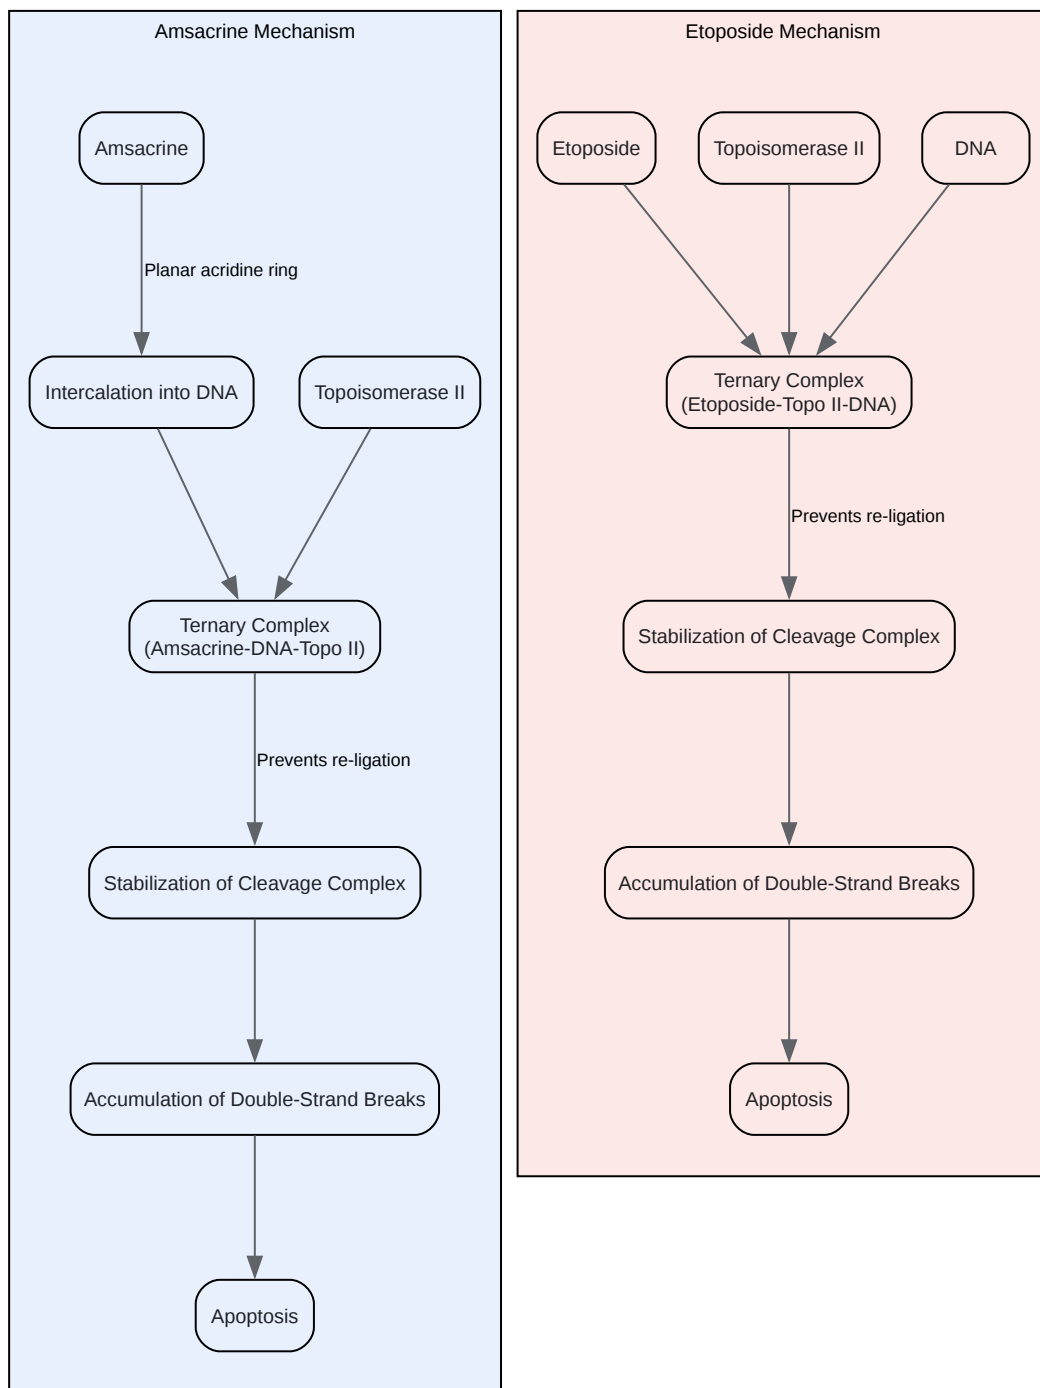 Amsacrine Mechanism
Amsacrine
Planar acridine ring
Intercalation into DNA
Topoisomerase II
Ternary Complex
(Amsacrine-DNA-Topo II)
Prevents re-ligation
Stabilization of Cleavage Complex
Accumulation of Double-Strand Breaks
Apoptosis
Etoposide Mechanism
Etoposide
Topoisomerase II
DNA
Ternary Complex
(Etoposide-Topo II-DNA)
Prevents re-ligation
Stabilization of Cleavage Complex
Accumulation of Double-Strand Breaks
Apoptosis